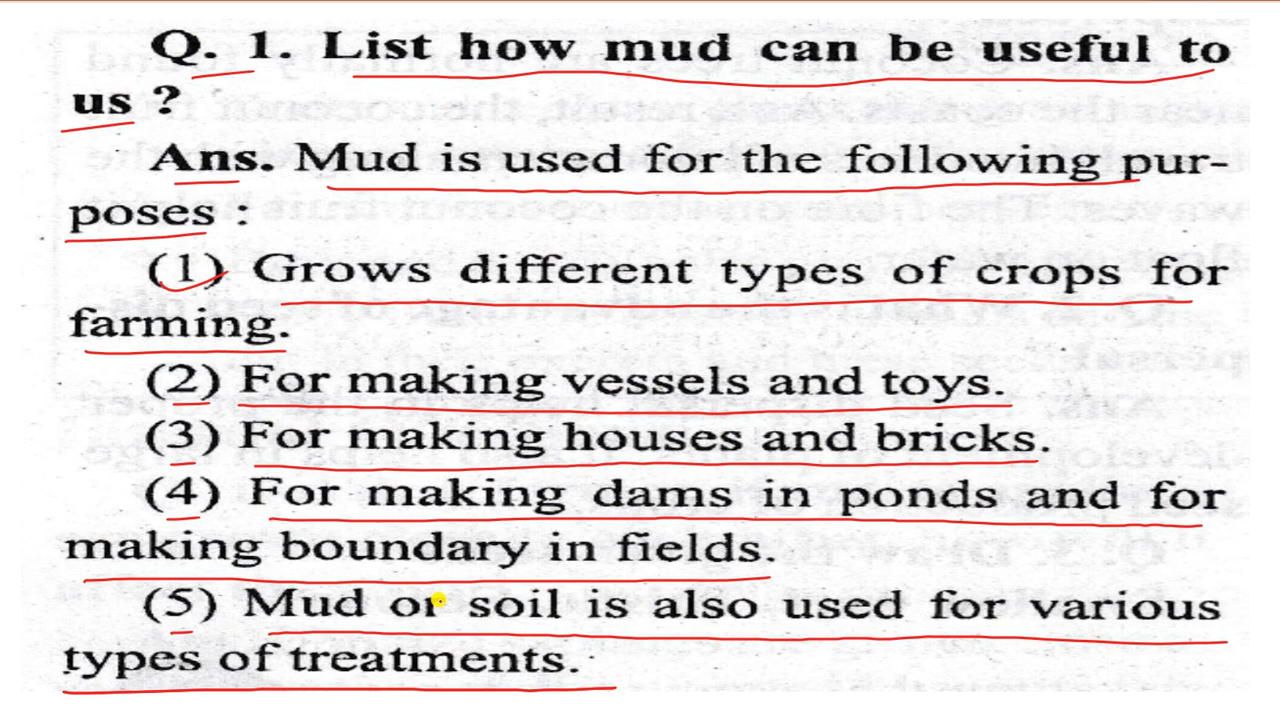 Q. 1. List how mud can be useful to
us ?
Ans. Mud is used for the following pur-
poses :
(1) Grows different types of crops for
farming.
(2) For making vessels and toys.
(3) For making houses and bricks.
(4) For making dams in ponds and for
making boundary in fields.
(5) Mud or soil is also used for various
types of treatments.